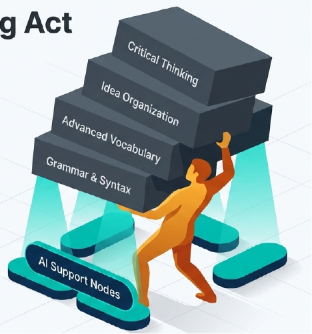 g Act
Critical Thinking
Idea Organization
Advanced Vocabulary
Grammar & Syntax
AI Support Nodes